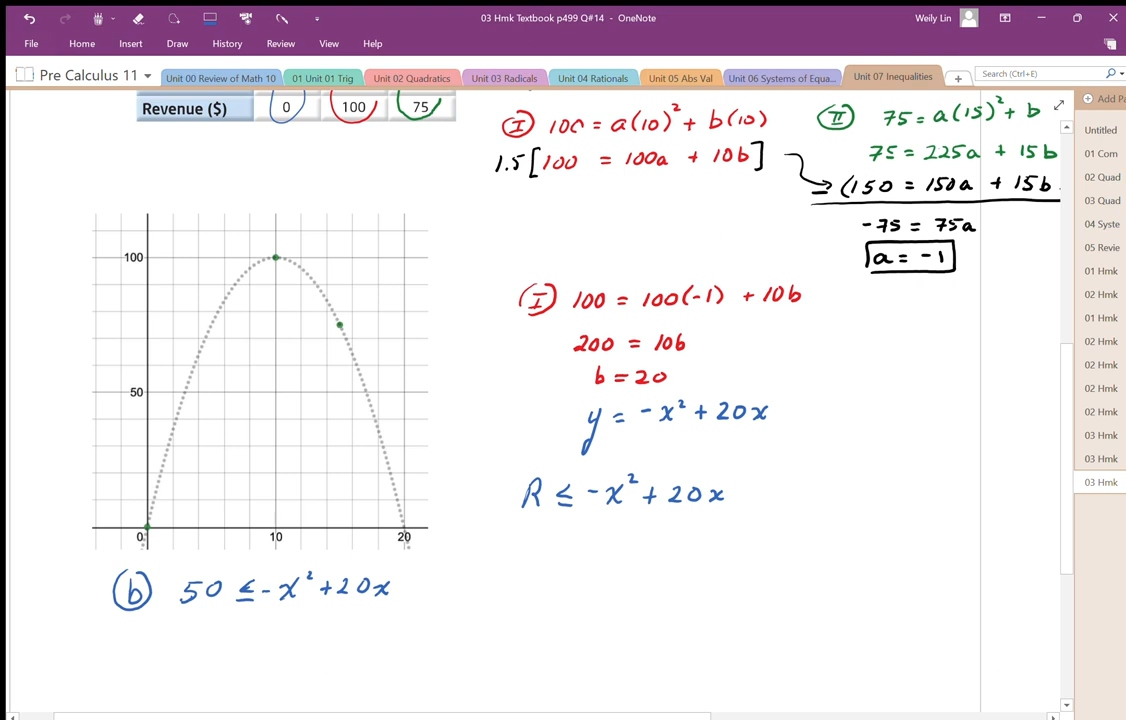 03 Hmk Textbook p499 Q#14 - OneNote
Weily Lin
File Home Insert Draw History Review View Help
Pre Calculus 11
Unit 00 Review of Math 10
01 Unit 01 Trig
Unit 02 Quadratics
Unit 03 Radicals
Unit 04 Rationals
Unit 05 Abs Val
Unit 06 Systems of Equa...
Unit 07 Inequalities
Search (Ctrl+E)
Revenue ($) 0 100 75
I 100 = a(10)² + b(10)
1.5[100 = 100a + 10b]
II 75 = a(15)² + b
75 = 225a + 15b
- (150 = 150a + 15b
-75 = 75a
a = -1
I 100 = 100(-1) + 10b
200 = 10b
b = 20
y = -x² + 20x
R ≤ -x² + 20x
100
50
0 10 20
b 50 ≤ -x² + 20x
Add Pa
Untitled
01 Com
02 Quad
03 Quad
04 Syste
05 Revie
01 Hmk
02 Hmk
01 Hmk
02 Hmk
02 Hmk
02 Hmk
02 Hmk
03 Hmk
03 Hmk
03 Hmk